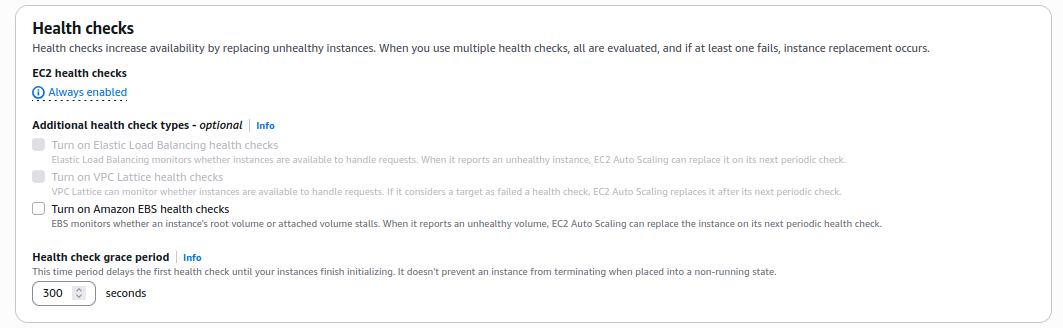 Health checks
Health checks increase availability by replacing unhealthy instances. When you use multiple health checks, all are evaluated, and if at least one fails, instance replacement occurs.
EC2 health checks
Always enabled
Additional health check types - optional Info
Turn on Elastic Load Balancing health checks
Elastic Load Balancing monitors whether instances are available to handle requests. When it reports an unhealthy instance, EC2 Auto Scaling can replace it on its next periodic check.
Turn on VPC Lattice health checks
VPC Lattice can monitor whether instances are available to handle requests. If it considers a target as failed a health check, EC2 Auto Scaling replaces it after its next periodic check.
Turn on Amazon EBS health checks
EBS monitors whether an instance's root volume or attached volume stalls. When it reports an unhealthy volume, EC2 Auto Scaling can replace the instance on its next periodic health check.
Health check grace period Info
This time period delays the first health check until your instances finish initializing. It doesn't prevent an instance from terminating when placed into a non-running state.
300 seconds